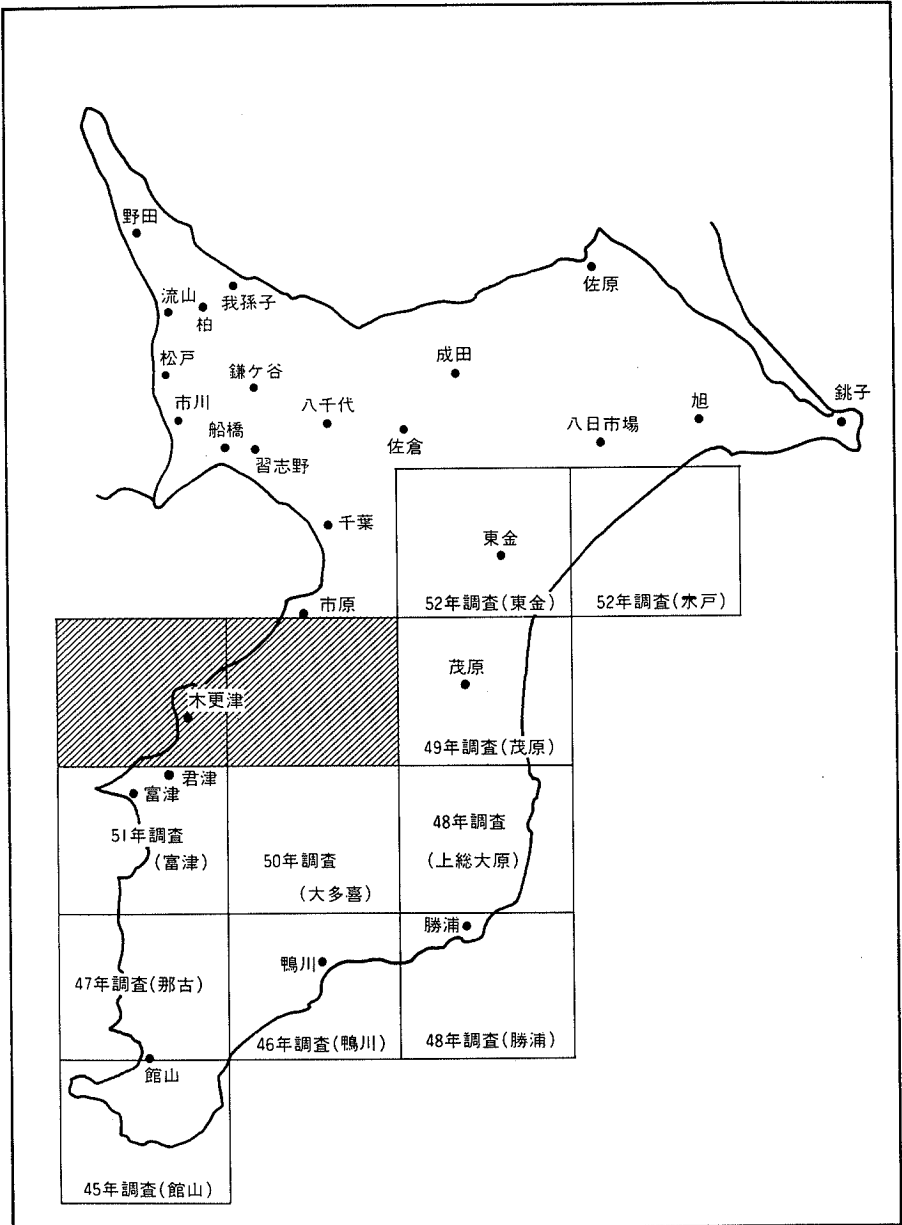 野田
佐原
我孫子
流山
柏
成田
松戸
鎌ケ谷
市川
八千代
旭
銚子
船橋
佐倉
八日市場
習志野
千葉
東金
市原
52年調査(東金)
52年調査(木戸)
茂原
木更津
49年調査(茂原)
君津
富津
51年調査
(富津)
48年調査
(上総大原)
50年調査
(大多喜)
勝浦
鴨川
47年調査(那古)
46年調査(鴨川)
48年調査(勝浦)
館山
45年調査(館山)